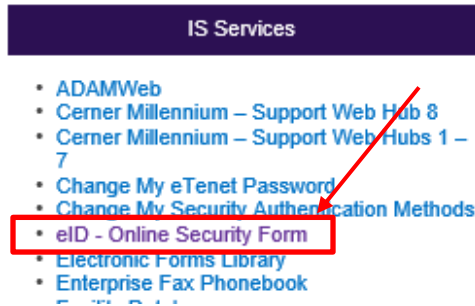 IS Services
• ADAMWeb
• Cerner Millennium – Support Web Hub 8
• Cerner Millennium – Support Web Hubs 1 –
7
• Change My eTenet Password
• Change My Security Authentication Methods
• eID - Online Security Form
• Electronic Forms Library
• Enterprise Fax Phonebook